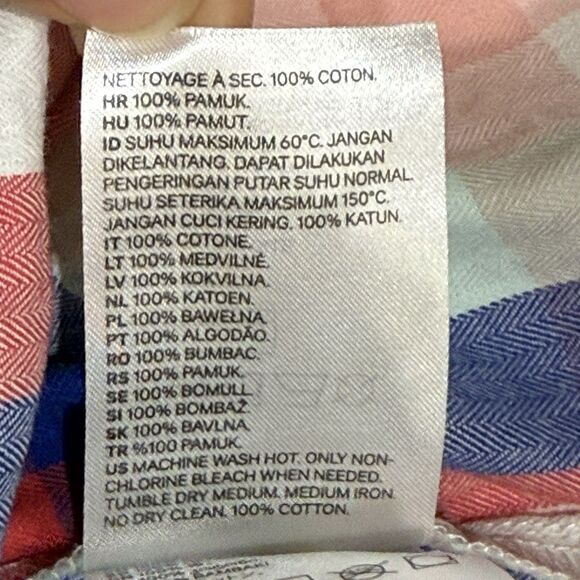 NETTOYAGE À SEC. 100% COTON.
HR 100% PAMUK.
HU 100% PAMUT.
ID SUHU MAKSIMUM 60°C. JANGAN
DIKELANTANG. DAPAT DILAKUKAN
PENGERINGAN PUTAR SUHU NORMAL.
SUHU SETERIKA MAKSIMUM 150°C.
JANGAN CUCI KERING. 100% KATUN.
IT 100% COTONE.
LT 100% MEDVILNĖ.
LV 100% KOKVILNA.
NL 100% KATOEN.
PL 100% BAWEŁNA.
PT 100% ALGODÃO.
RO 100% BUMBAC.
RS 100% PAMUK.
SE 100% BOMULL.
SI 100% BOMBAŽ.
SK 100% BAVLNA.
TR %100 PAMUK.
US MACHINE WASH HOT. ONLY NON-
CHLORINE BLEACH WHEN NEEDED.
TUMBLE DRY MEDIUM. MEDIUM IRON.
NO DRY CLEAN. 100% COTTON.